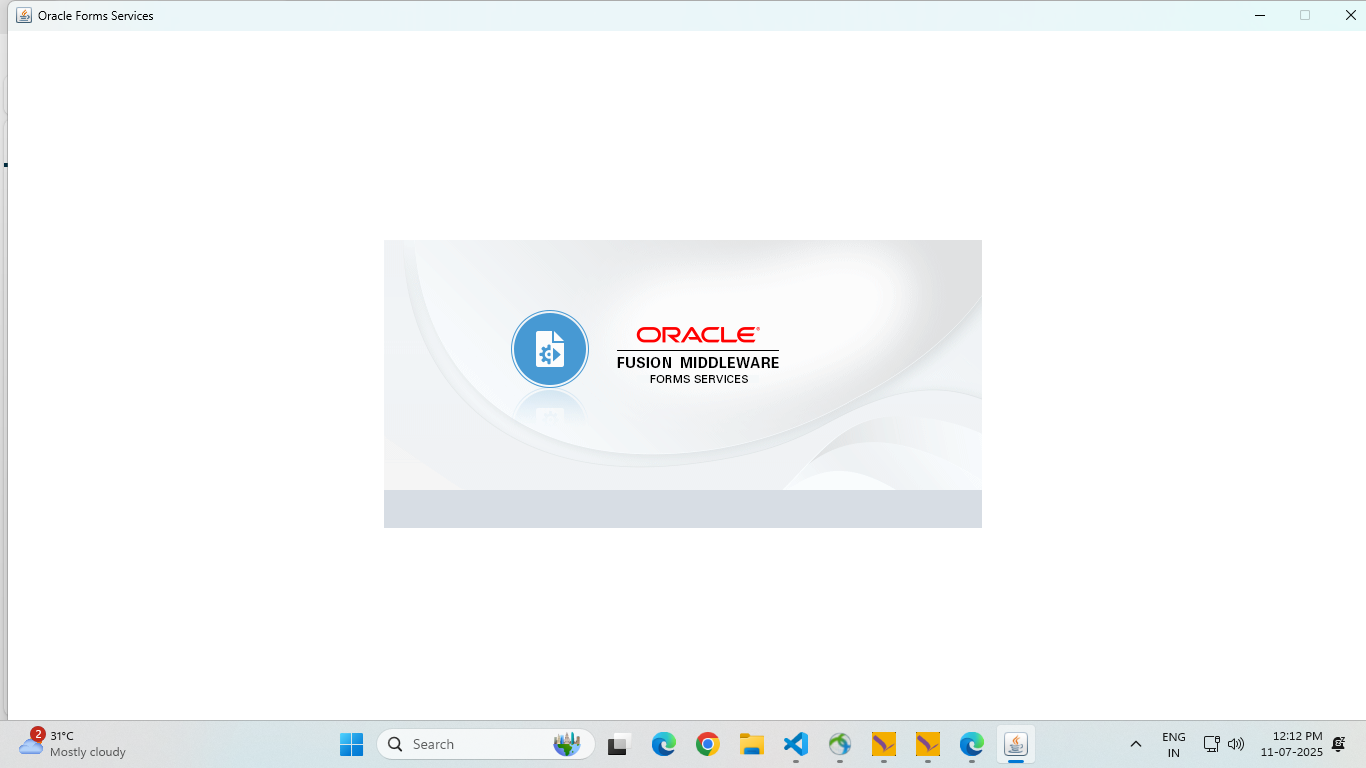 Oracle Forms Services
ORACLE®
FUSION MIDDLEWARE
FORMS SERVICES
2
31°C
Mostly cloudy
Search
ENG
IN
12:12 PM
11-07-2025